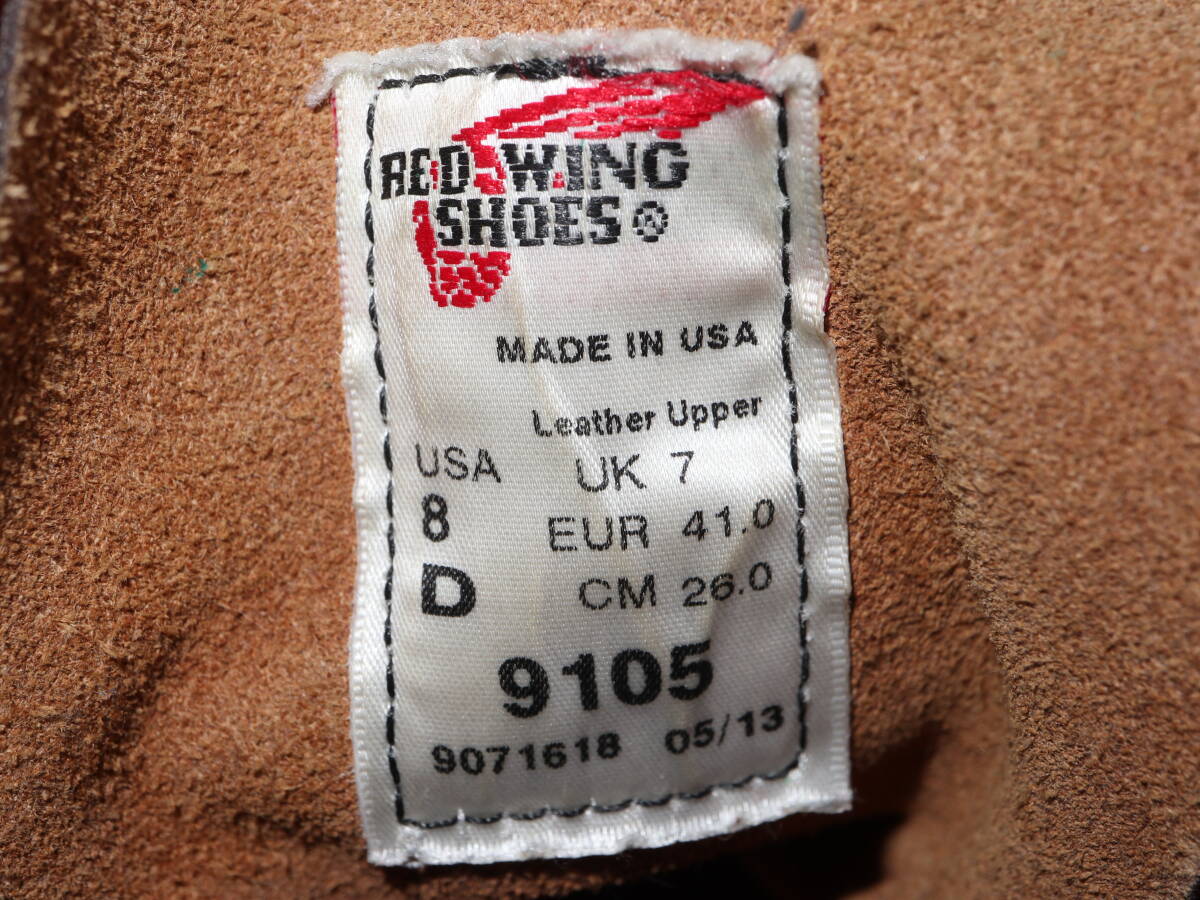 RED WING
SHOES®
MADE IN USA
Leather Upper
USA UK 7
8 EUR 41.0
D CM 26.0
9105
9071618 05/13